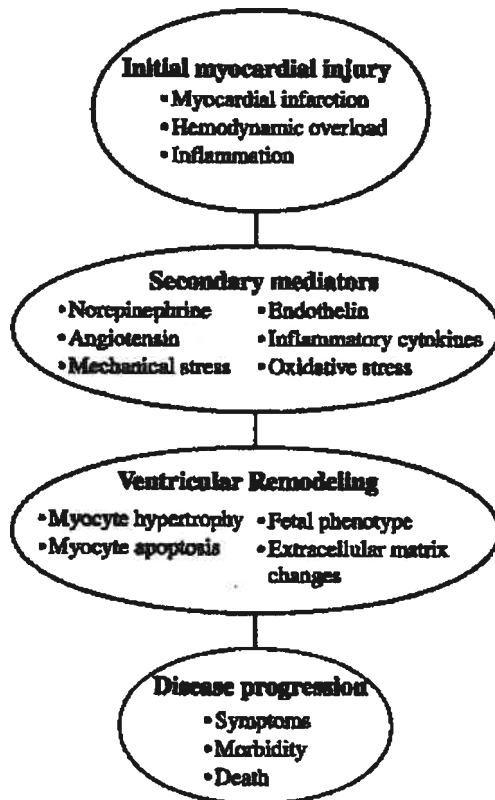 Initial myocardial injury
• Myocardial infarction
• Hemodynamic overload
• Inflammation
Secondary mediators
• Norepinephrine
• Endothelin
• Angiotensin
• Inflammatory cytokines
• Mechanical stress
• Oxidative stress
Ventricular Remodeling
• Myocyte hypertrophy
• Fetal phenotype
• Myocyte apoptosis
• Extracellular matrix
changes
Disease progression
• Symptoms
• Morbidity
• Death